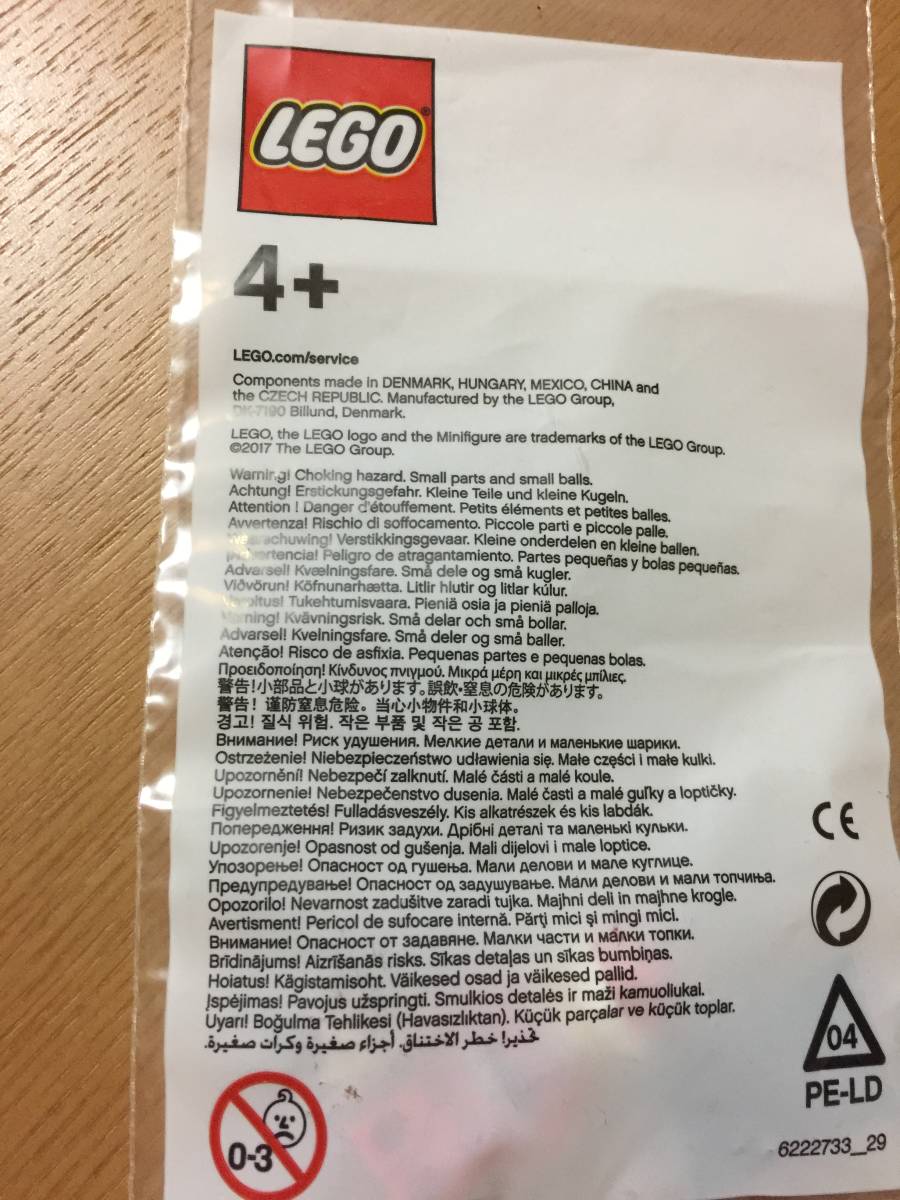 LEGO®
4+
LEGO.com/service
Components made in DENMARK, HUNGARY, MEXICO, CHINA and
the CZECH REPUBLIC. Manufactured by the LEGO Group,
DK-7190 Billund, Denmark.
LEGO, the LEGO logo and the Minifigure are trademarks of the LEGO Group.
©2017 The LEGO Group.
Warning! Choking hazard. Small parts and small balls.
Achtung! Erstickungsgefahr. Kleine Teile und kleine Kugeln.
Attention ! Danger d'étouffement. Petits éléments et petites balles.
Avvertenza! Rischio di soffocamento. Piccole parti e piccole palle.
Verstikkingsgevaar. Kleine onderdelen en kleine ballen.
Peligro de atragantamiento. Partes pequeñas y bolas pequeñas.
Advarsel! Kvælningsfare. Små dele og små kugler.
Viðvörun! Köfnunarhætta. Litlir hlutir og litlar kúlur.
Tukehtumisvaara. Pieniä osia ja pieniä palloja.
Kvävningsrisk. Små delar och små bollar.
Advarsel! Kvelningsfare. Små deler og små baller.
Atenção! Risco de asfixia. Pequenas partes e pequenas bolas.
Προειδοποίηση! Κίνδυνος πνιγμού. Μικρά μέρη και μικρές μπίλιες.
警告!小部品と小球があります。誤飲・窒息の危険があります。
警告！谨防窒息危险。当心小物件和小球体。
경고! 질식 위험. 작은 부품 및 작은 공 포함.
Внимание! Риск удушения. Мелкие детали и маленькие шарики.
Ostrzeżenie! Niebezpieczeństwo udławienia się. Małe części i małe kulki.
Upozornění! Nebezpečí zalknutí. Malé části a malé koule.
Upozornenie! Nebezpečenstvo dusenia. Malé časti a malé guľky a loptičky.
Figyelmeztetés! Fulladásveszély. Kis alkatrészek és kis labdák.
Попередження! Ризик задухи. Дрібні деталі та маленькі кульки.
Upozorenje! Opasnost od gušenja. Mali dijelovi i male loptice.
Упозорење! Опасност од гушења. Мали делови и мале куглице.
Предупредување! Опасност од задушување. Мали делови и мали топчиња.
Opozorilo! Nevarnost zadušitve zaradi tujka. Majhni deli in majhne krogle.
Avertisment! Pericol de sufocare internă. Părţi mici şi mingi mici.
Внимание! Опасност от задавяне. Малки части и малки топки.
Brīdinājums! Aizrīšanās risks. Sīkas detaļas un sīkas bumbiņas.
Hoiatus! Kägistamisoht. Väikesed osad ja väikesed pallid.
Įspėjimas! Pavojus užspringti. Smulkios detalės ir maži kamuoliukai.
Uyarı! Boğulma Tehlikesi (Havasızlıktan). Küçük parçalar ve küçük toplar.
تحذير! خطر الاختناق. أجزاء صغيرة وكرات صغيرة.
CE
04
PE-LD
0-3
6222733_29